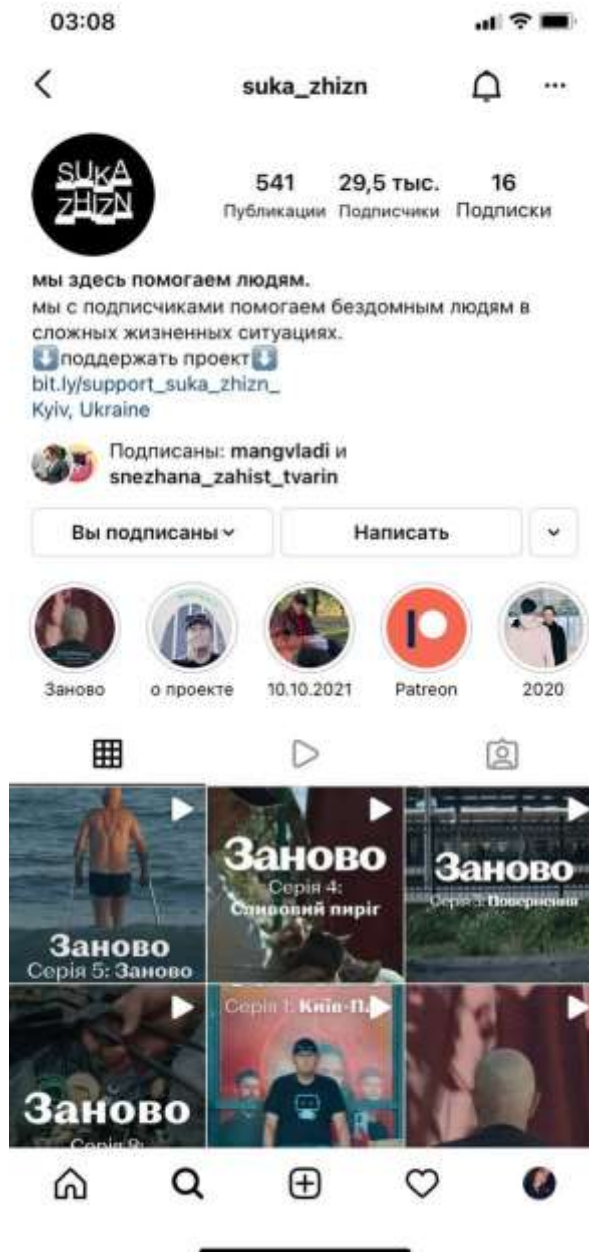 03:08
suka_zhizn
SUKA
ZHIZN
541
29,5 тыс.
16
Публикации
Подписчики
Подписки
мы здесь помогаем людям.
мы с подписчиками помогаем бездомным людям в
сложных жизненных ситуациях.
⬇️поддержать проект⬇️
bit.ly/support_suka_zhizn_
Kyiv, Ukraine
Подписаны: mangvladi и
snezhana_zahist_tvarin
Вы подписаны
Написать
Заново
о проекте
10.10.2021
Patreon
2020
Заново
Серія 5: Заново
Заново
Серія 4:
Сливовий пиріг
Заново
Серія 3: Повернення
Заново
Серія
Серія 1: Київ-